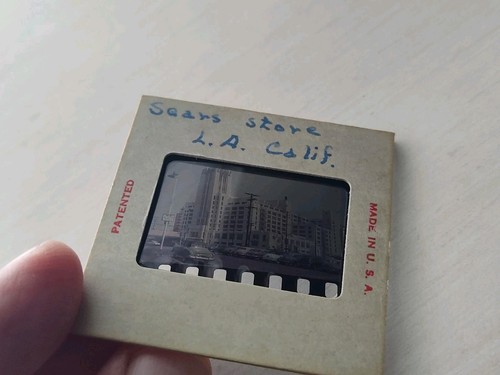 Sears store
L.A. Calif.
PATENTED
MADE IN U.S.A.